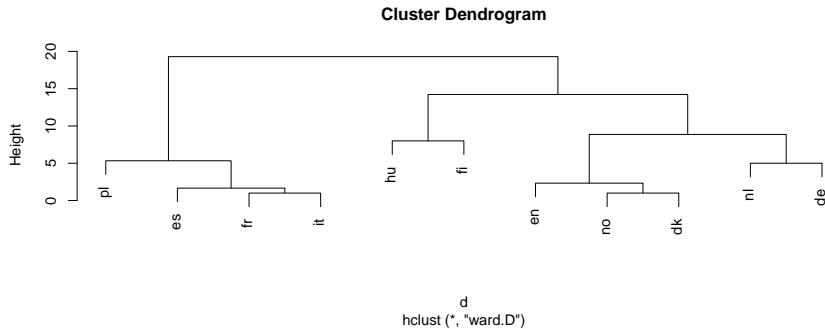 Cluster Dendrogram
Height
20
15
10
5
0
pl
es
fr
it
hu
fi
en
no
dk
nl
de
d
hclust (*, "ward.D")